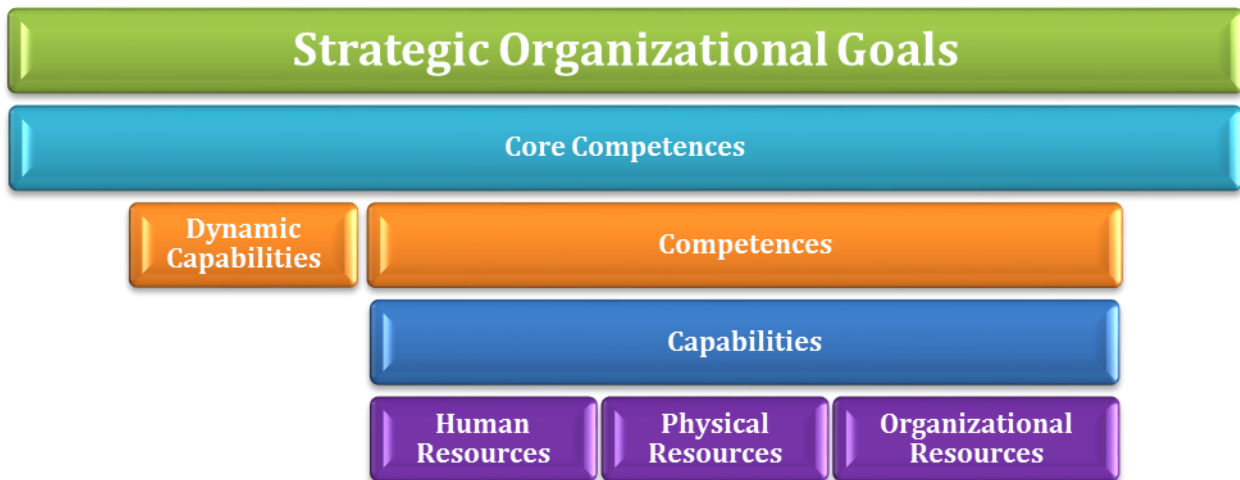 Strategic Organizational Goals
Core Competences
Dynamic
Capabilities
Competences
Capabilities
Human
Resources
Physical
Resources
Organizational
Resources